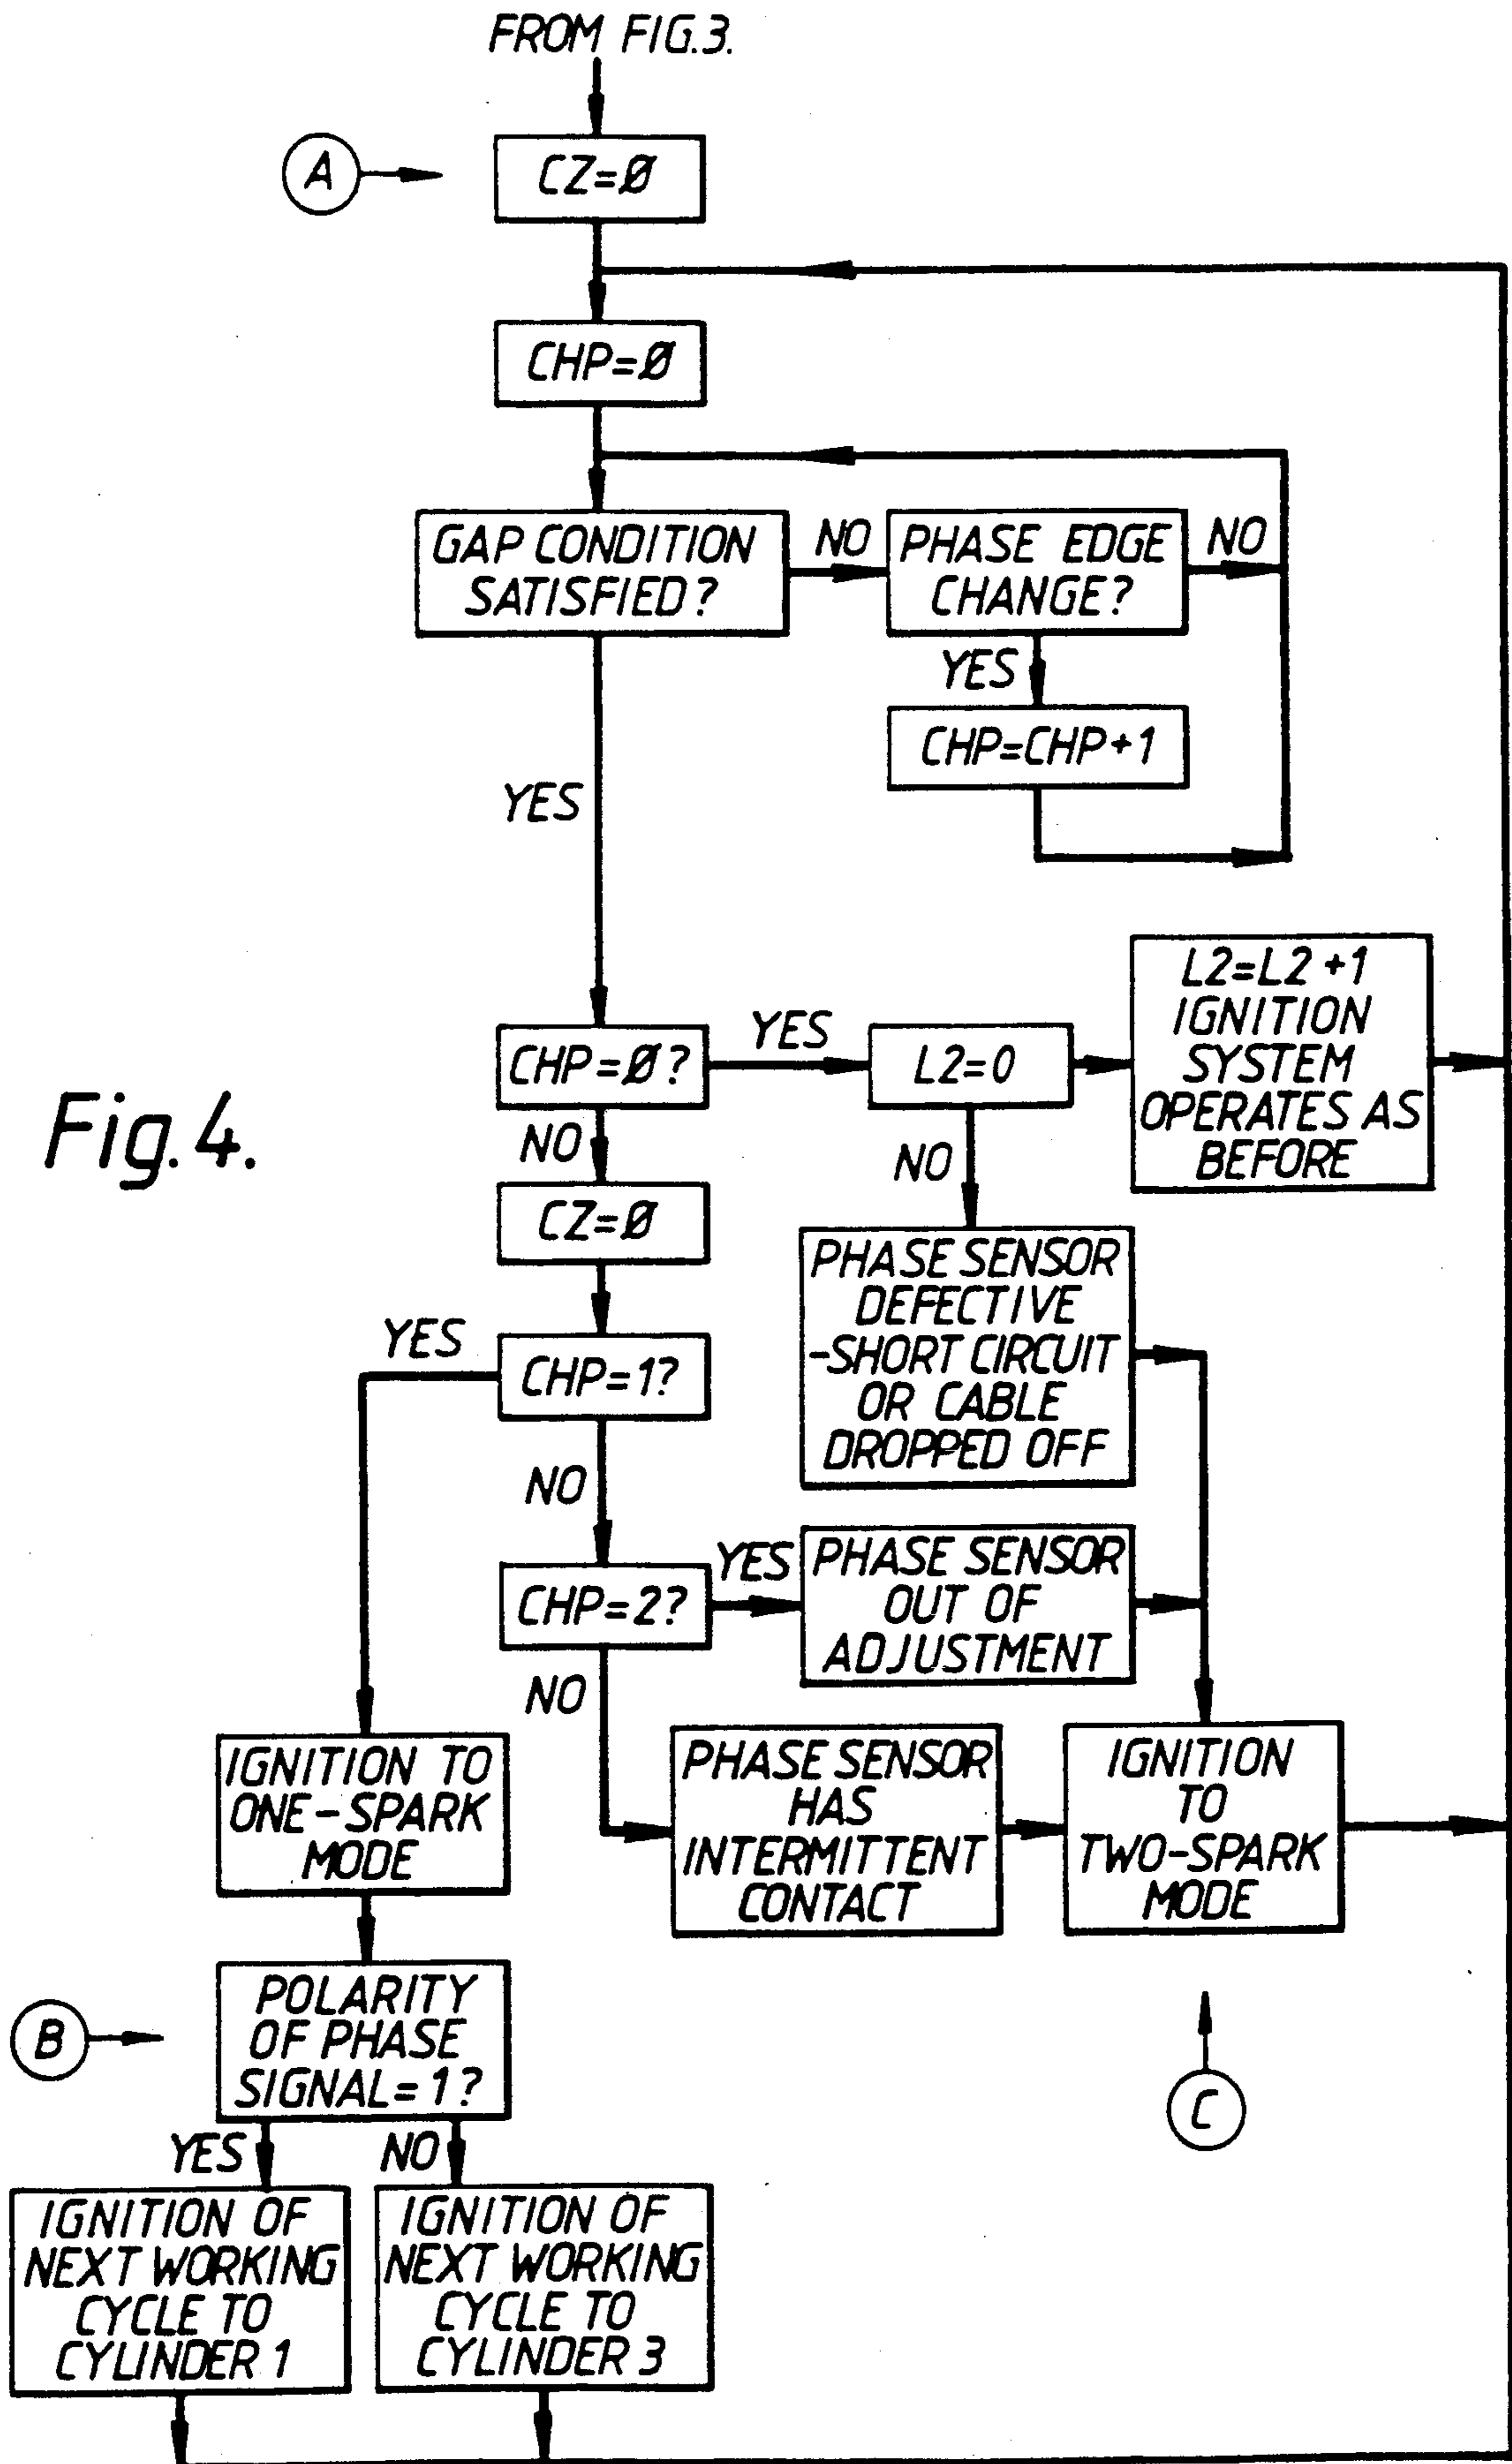 FROM FIG.3.
A
CZ=Ø
CHP=Ø
GAP CONDITION
SATISFIED?
NO
PHASE EDGE
CHANGE?
NO
YES
CHP=CHP+1
YES
CHP=Ø?
YES
L2=0
L2=L2+1
IGNITION
SYSTEM
OPERATES AS
BEFORE
Fig.4.
NO
NO
CZ=Ø
PHASE SENSOR
DEFECTIVE
-SHORT CIRCUIT
OR CABLE
DROPPED OFF
YES
CHP=1?
NO
CHP=2?
YES
PHASE SENSOR
OUT OF
ADJUSTMENT
NO
IGNITION TO
ONE-SPARK
MODE
PHASE SENSOR
HAS
INTERMITTENT
CONTACT
IGNITION
TO
TWO-SPARK
MODE
B
POLARITY
OF PHASE
SIGNAL=1?
C
YES
NO
IGNITION OF
NEXT WORKING
CYCLE TO
CYLINDER 1
IGNITION OF
NEXT WORKING
CYCLE TO
CYLINDER 3